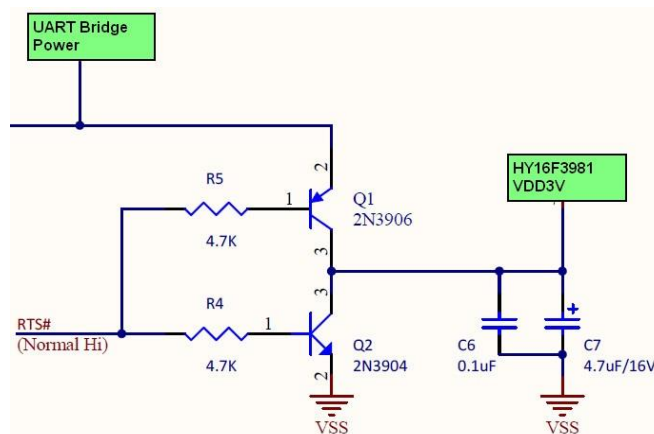 UART Bridge
Power
2
R5
1
Q1
2N3906
4.7K
3
HY16F3981
VDD3V
RTS#
(Normal Hi)
R4
1
3
4.7K
Q2
2N3904
2
VSS
C6
0.1uF
C7
4.7uF/16V
+
VSS